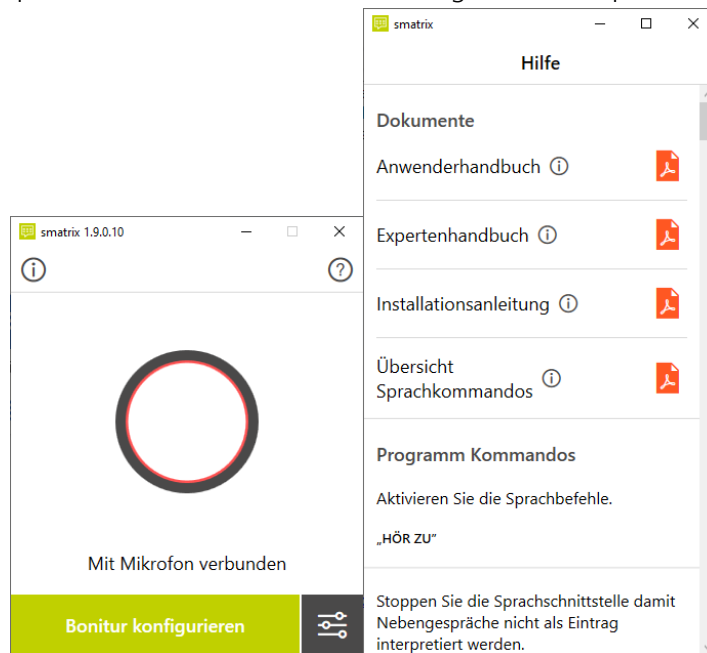 smatrix 1.9.0.10
Mit Mikrofon verbunden
Bonitur konfigurieren
smatrix
Hilfe
Dokumente
Anwenderhandbuch
Expertenhandbuch
Installationsanleitung
Übersicht
Sprachkommandos
Programm Kommandos
Aktivieren Sie die Sprachbefehle.
„HÖR ZU“
Stoppen Sie die Sprachschnittstelle damit
Nebengespräche nicht als Eintrag
interpretiert werden.